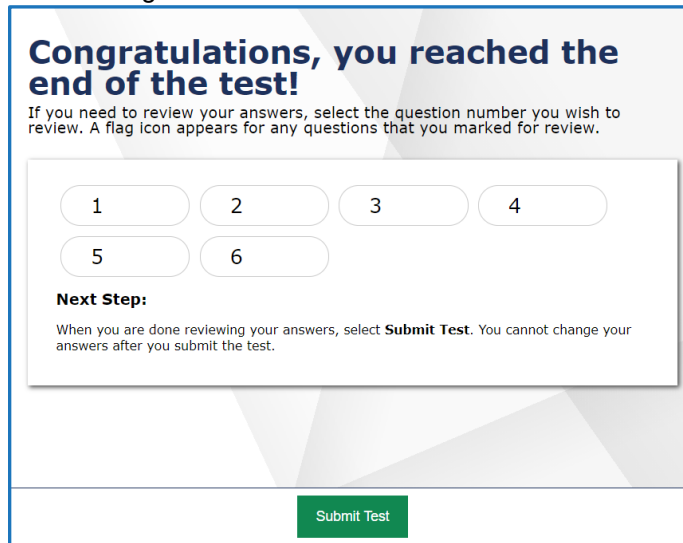 Congratulations, you reached the
end of the test!
If you need to review your answers, select the question number you wish to
review. A flag icon appears for any questions that you marked for review.
1 2 3 4
5 6
Next Step:
When you are done reviewing your answers, select Submit Test. You cannot change your
answers after you submit the test.
Submit Test